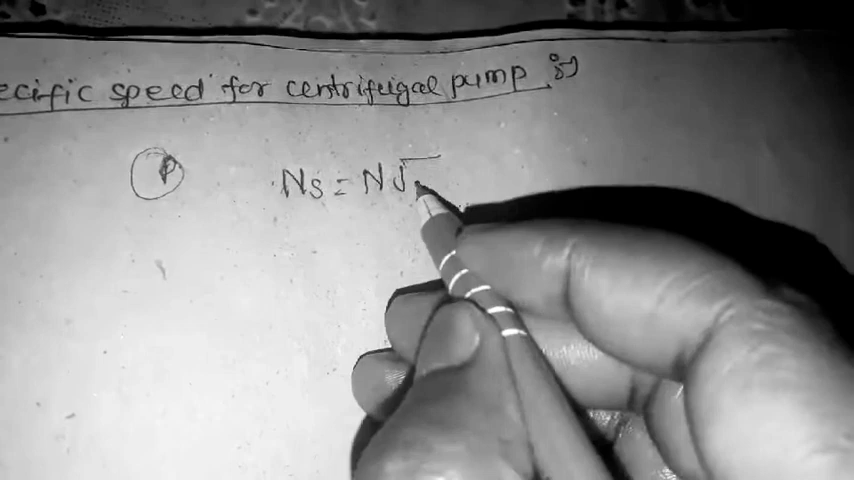 ecific speed for centrifugal pump is
P
Ns = N√